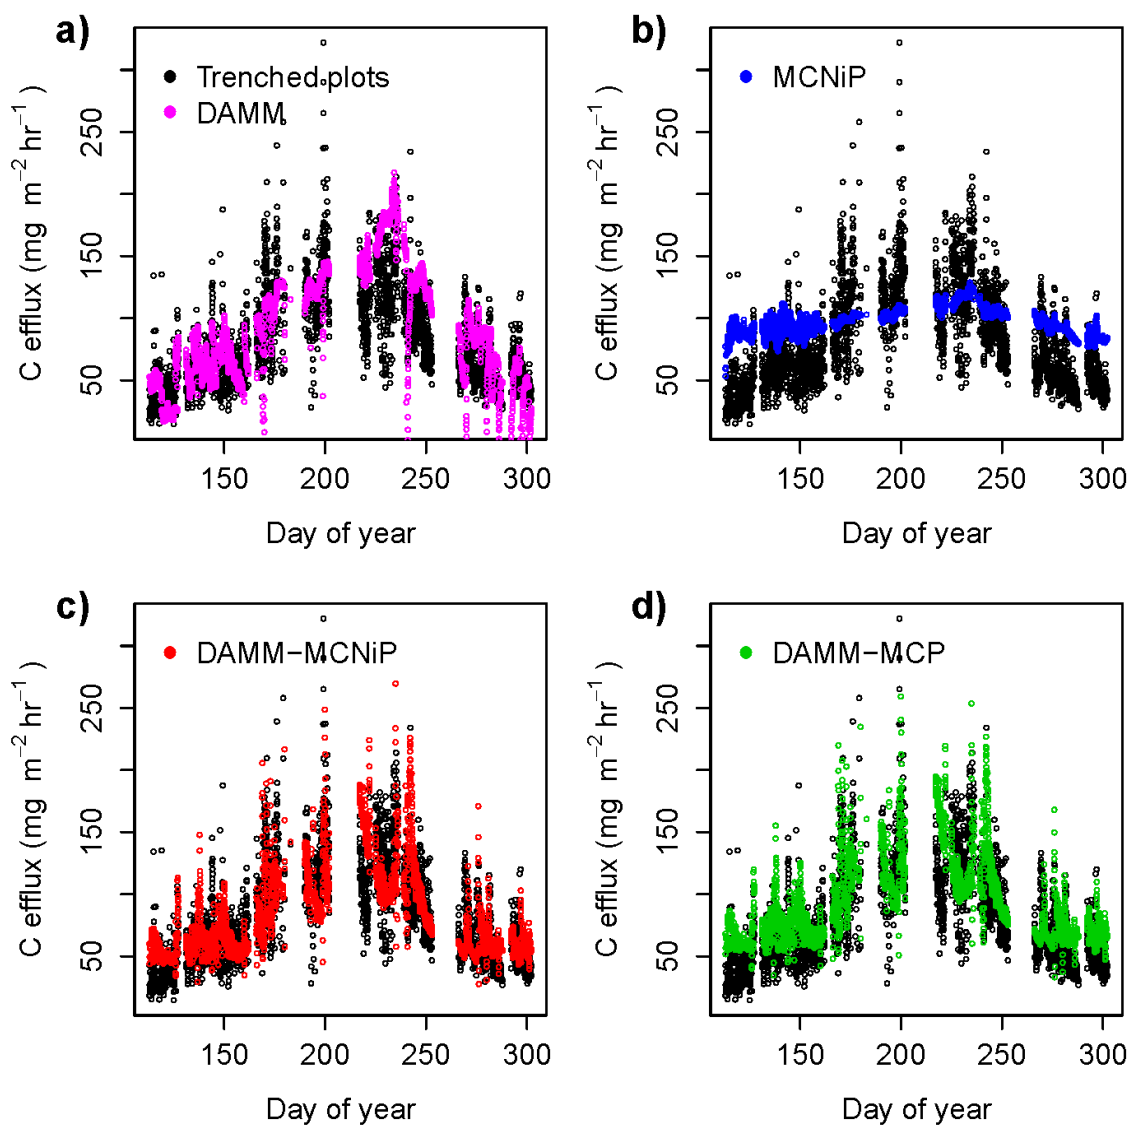 a)
Trenched plots
DAMM
C efflux (mg m−2 hr−1)
50
150
250
150
200
250
300
Day of year
b)
MCNiP
C efflux (mg m−2 hr−1)
50
150
250
150
200
250
300
Day of year
c)
DAMM−MCNiP
C efflux (mg m−2 hr−1)
50
150
250
150
200
250
300
Day of year
d)
DAMM−MCP
C efflux (mg m−2 hr−1)
50
150
250
150
200
250
300
Day of year